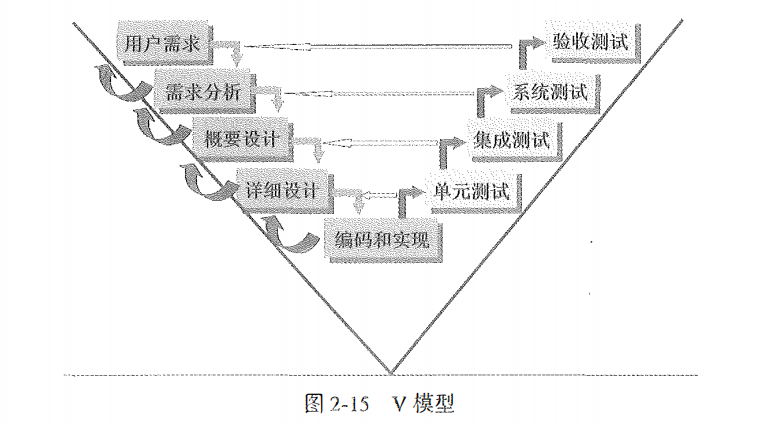 用户需求 验收测试
需求分析 系统测试
概要设计 集成测试
详细设计 单元测试
编码和实现
图 2-15 V 模型